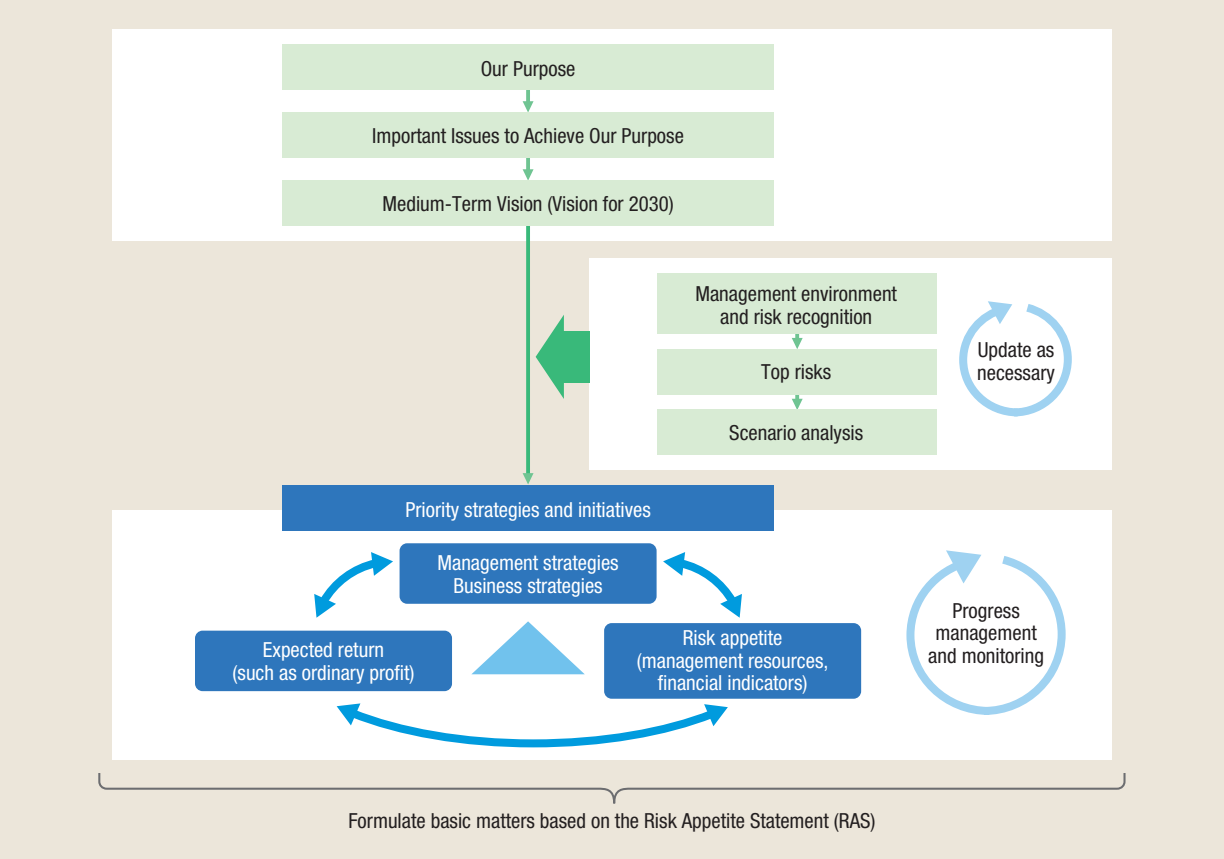 Our Purpose
Important Issues to Achieve Our Purpose
Medium-Term Vision (Vision for 2030)
Management environment
and risk recognition
Top risks
Scenario analysis
Update as
necessary
Priority strategies and initiatives
Management strategies
Business strategies
Expected return
(such as ordinary profit)
Risk appetite
(management resources,
financial indicators)
Progress
management
and monitoring
Formulate basic matters based on the Risk Appetite Statement (RAS)